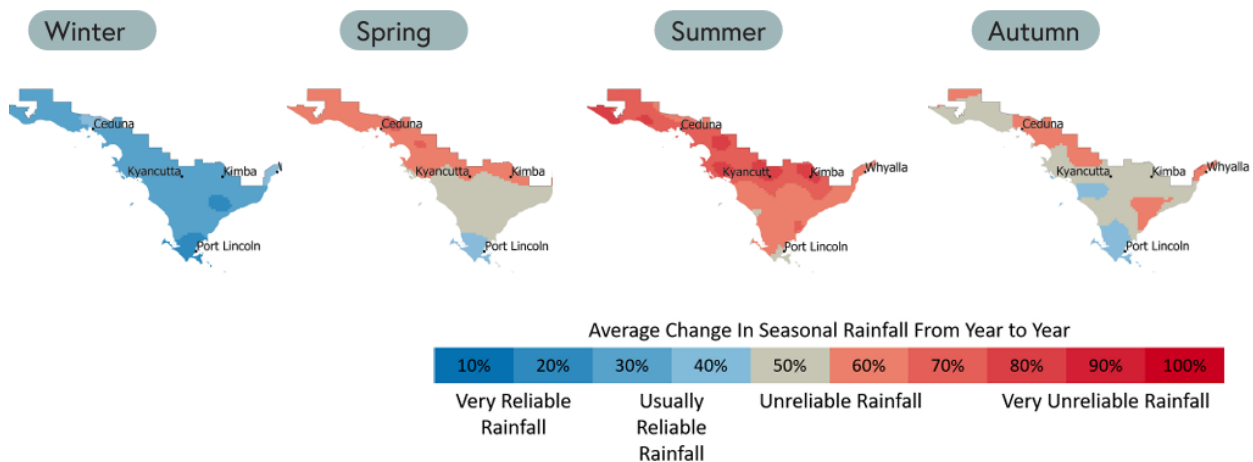 Winter
Spring
Summer
Autumn
Ceduna
Kyancutta
Kimba
Port Lincoln
Ceduna
Kyancutta
Kimba
Port Lincoln
Ceduna
Kyancutt
Kimba
Whyalla
Port Lincoln
Ceduna
Kyancutta
Kimba
Whyalla
Port Lincoln
Average Change In Seasonal Rainfall From Year to Year
10% 20% 30% 40% 50% 60% 70% 80% 90% 100%
Very Reliable
Rainfall
Usually
Reliable
Rainfall
Unreliable Rainfall
Very Unreliable Rainfall